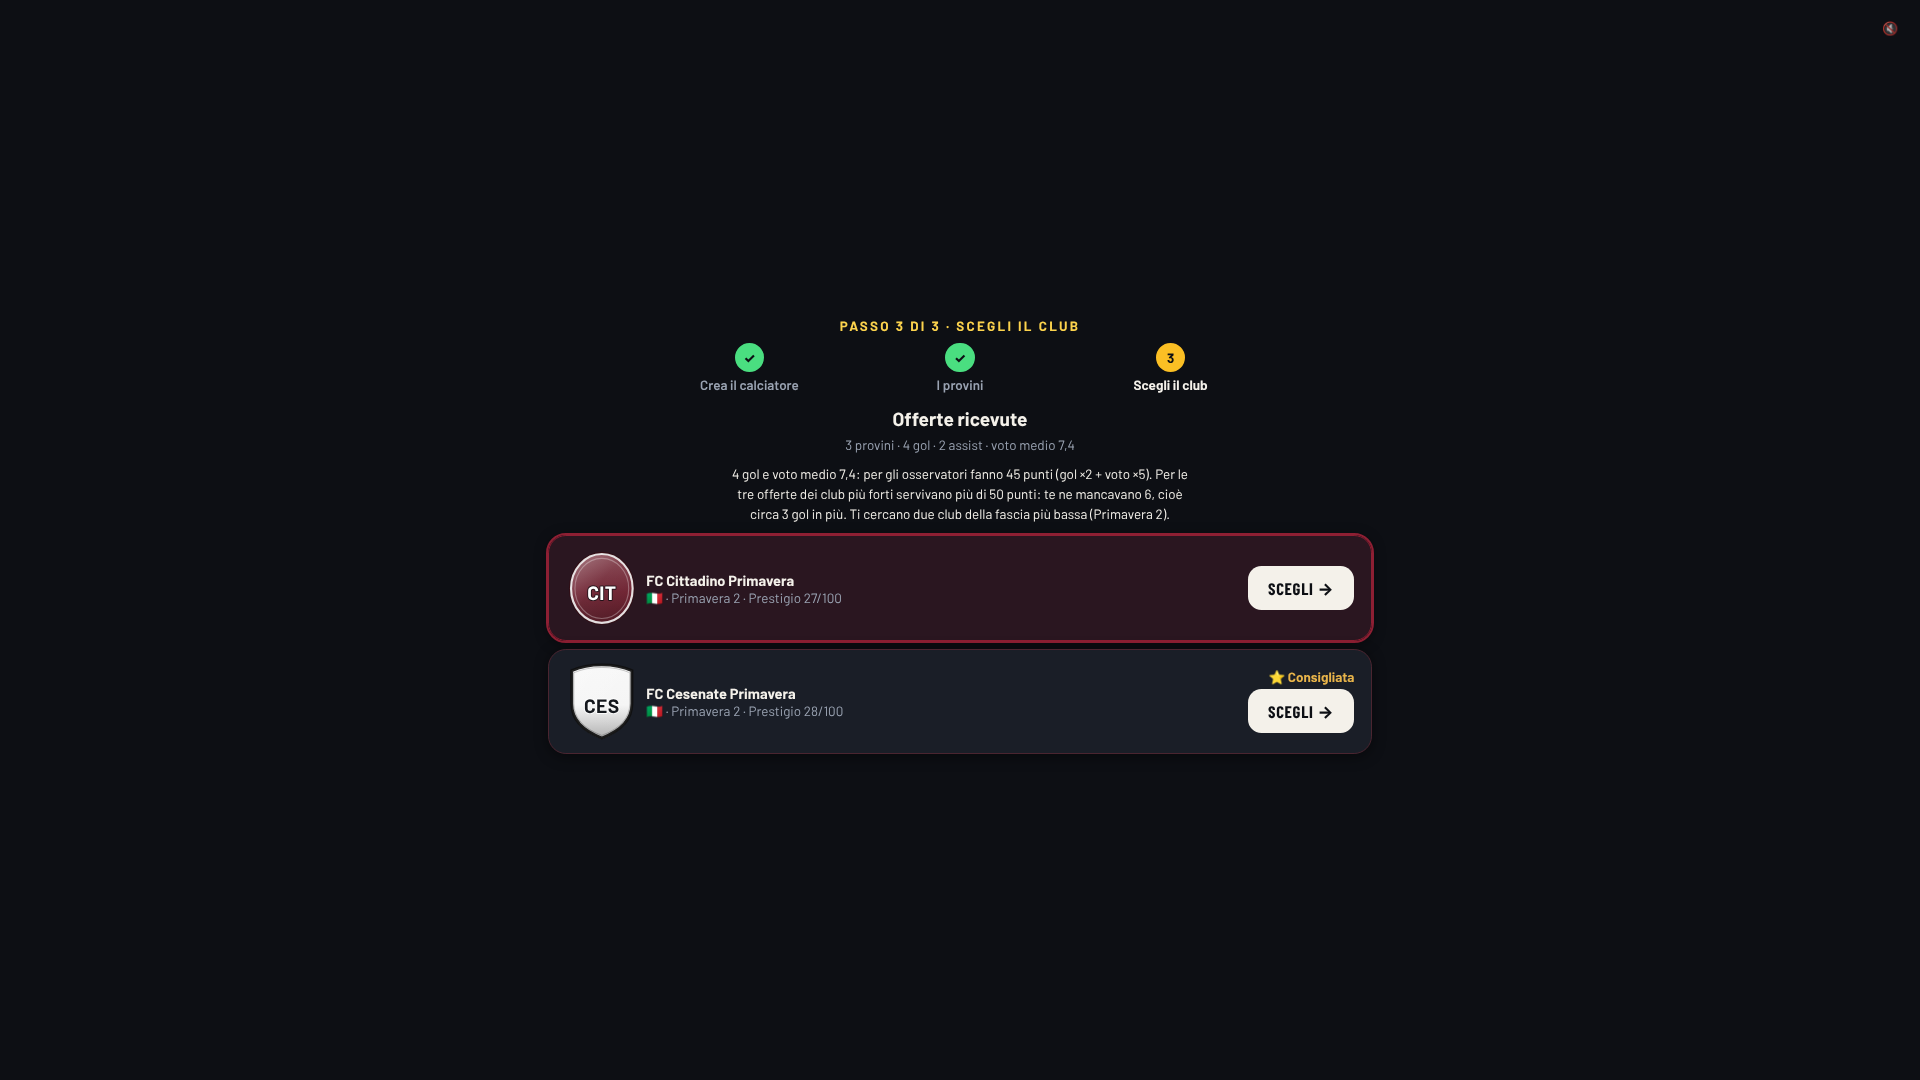 PASSO 3 DI 3 · SCEGLI IL CLUB
3
Crea il calciatore
I provini
Scegli il club
Offerte ricevute
3 provini · 4 gol · 2 assist · voto medio 7,4
4 gol e voto medio 7,4: per gli osservatori fanno 45 punti (gol ×2 + voto ×5). Per le
tre offerte dei club più forti servivano più di 50 punti: te ne mancavano 6, cioè
circa 3 gol in più. Ti cercano due club della fascia più bassa (Primavera 2).
CIT
FC Cittadino Primavera
🇮🇹 · Primavera 2 · Prestigio 27/100
SCEGLI →
⭐ Consigliata
CES
FC Cesenate Primavera
🇮🇹 · Primavera 2 · Prestigio 28/100
SCEGLI →